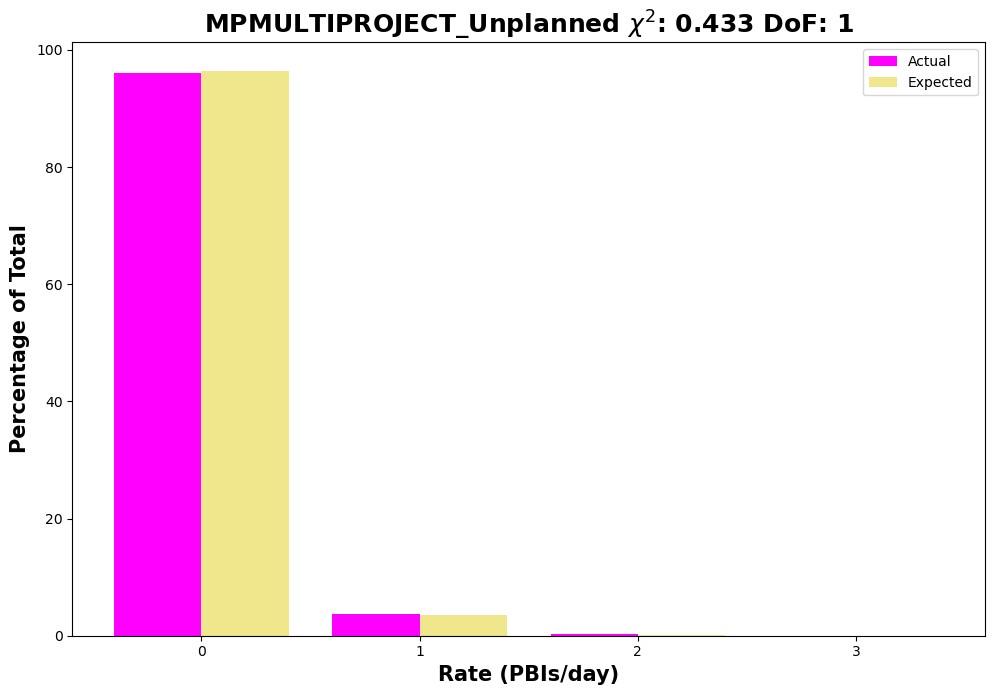 MPMULTIPROJECT_Unplanned χ²: 0.433 DoF: 1
Actual
Expected
Percentage of Total
100
80
60
40
20
0
0 1 2 3
Rate (PBIs/day)